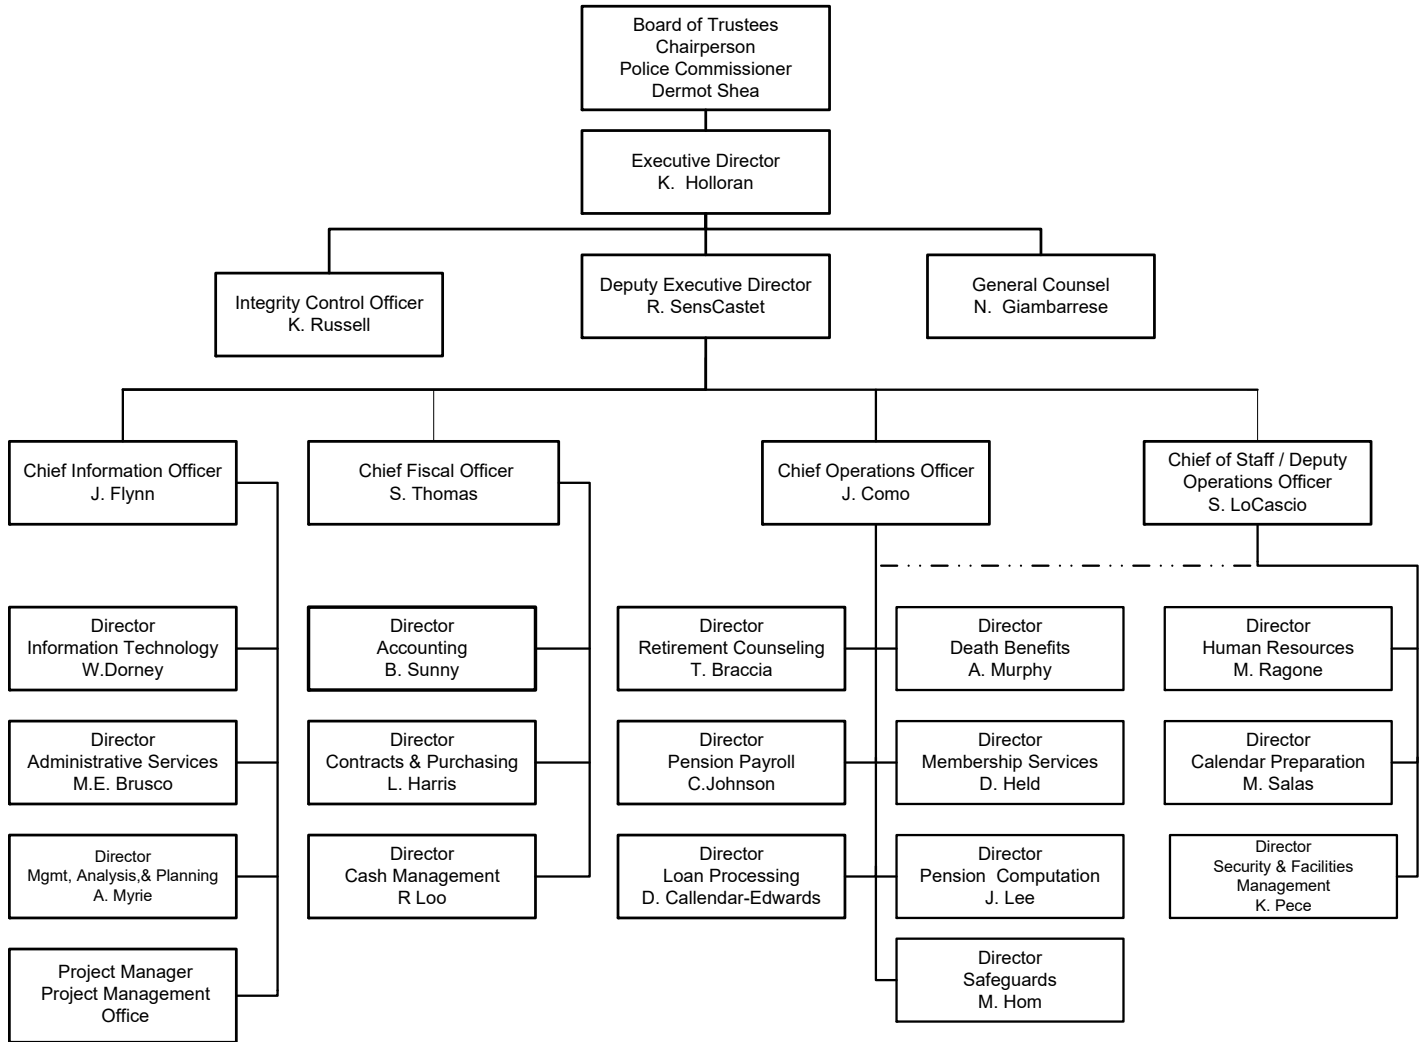 Board of Trustees
Chairperson
Police Commissioner
Dermot Shea
Executive Director
K. Holloran
Integrity Control Officer
K. Russell
Deputy Executive Director
R. SensCastet
General Counsel
N. Giambarrese
Chief Information Officer
J. Flynn
Chief Fiscal Officer
S. Thomas
Chief Operations Officer
J. Como
Chief of Staff / Deputy
Operations Officer
S. LoCascio
Director
Information Technology
W.Dorney
Director
Accounting
B. Sunny
Director
Retirement Counseling
T. Braccia
Director
Death Benefits
A. Murphy
Director
Human Resources
M. Ragone
Director
Administrative Services
M.E. Brusco
Director
Contracts & Purchasing
L. Harris
Director
Pension Payroll
C.Johnson
Director
Membership Services
D. Held
Director
Calendar Preparation
M. Salas
Director
Mgmt, Analysis,& Planning
A. Myrie
Director
Cash Management
R Loo
Director
Loan Processing
D. Callendar-Edwards
Director
Pension Computation
J. Lee
Director
Security & Facilities
Management
K. Pece
Project Manager
Project Management
Office
Director
Safeguards
M. Hom